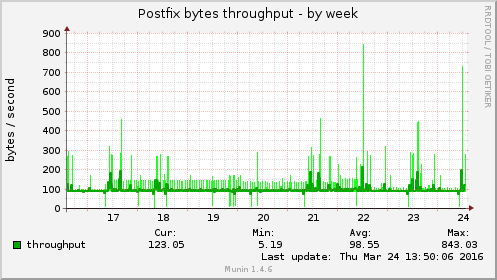 Postfix bytes throughput - by week
RRDTOOL / TOBI OETIKER
bytes / second
900
800
700
600
500
400
300
200
100
0
17 18 19 20 21 22 23 24
Cur: Min: Avg: Max:
throughput 123.05 5.19 98.55 843.03
Last update: Thu Mar 24 13:50:06 2016
Munin 1.4.6